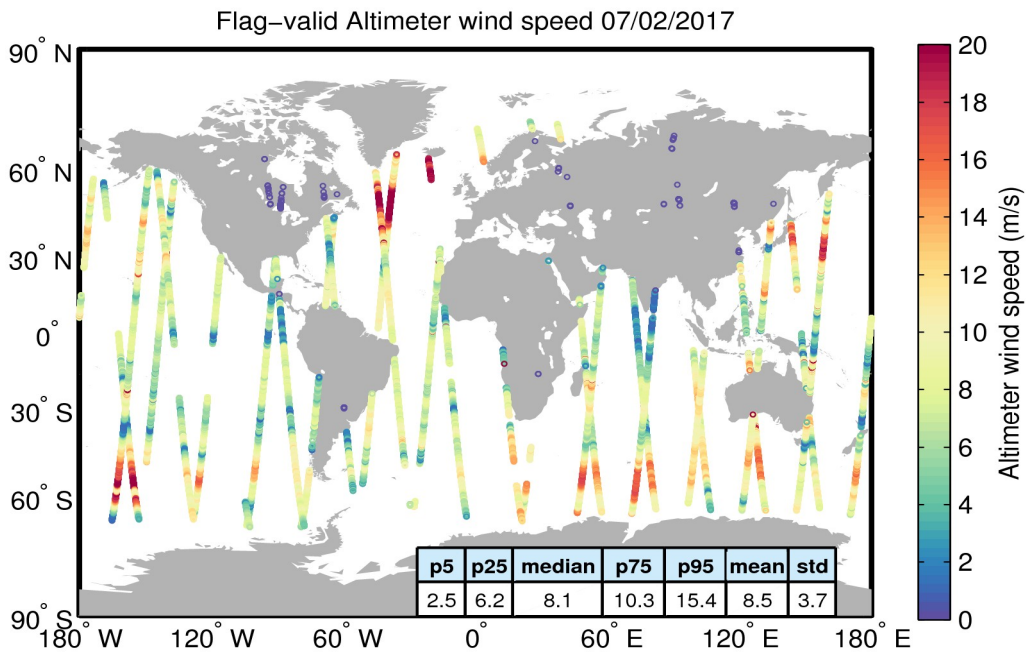 Flag−valid Altimeter wind speed 07/02/2017
90° N
60° N
30° N
0°
30° S
60° S
90° S
180° W
120° W
60° W
0°
60° E
120° E
180° E
p5 p25 median p75 p95 mean std
2.5 6.2 8.1 10.3 15.4 8.5 3.7
20
18
16
14
12
10
8
6
4
2
0
Altimeter wind speed (m/s)